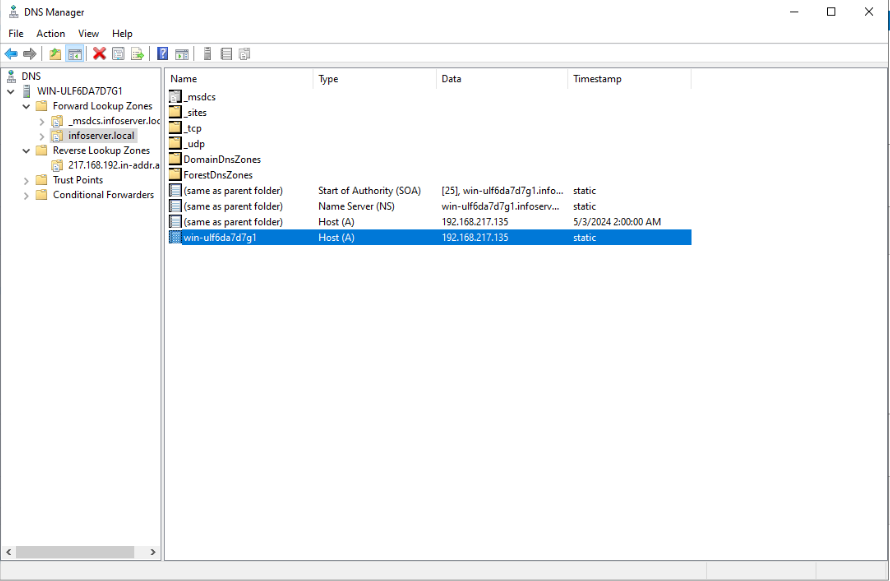 DNS Manager
File Action View Help
DNS
WIN-ULF6DA7D7G1
Forward Lookup Zones
_msdcs.infoserver.loc
infoserver.local
Reverse Lookup Zones
217.168.192.in-addr.a
Trust Points
Conditional Forwarders
Name Type Data Timestamp
_msdcs
_sites
_tcp
_udp
DomainDnsZones
ForestDnsZones
(same as parent folder) Start of Authority (SOA) [25], win-ulf6da7d7g1.info... static
(same as parent folder) Name Server (NS) win-ulf6da7d7g1.infoserv... static
(same as parent folder) Host (A) 192.168.217.135 5/3/2024 2:00:00 AM
win-ulf6da7d7g1 Host (A) 192.168.217.135 static